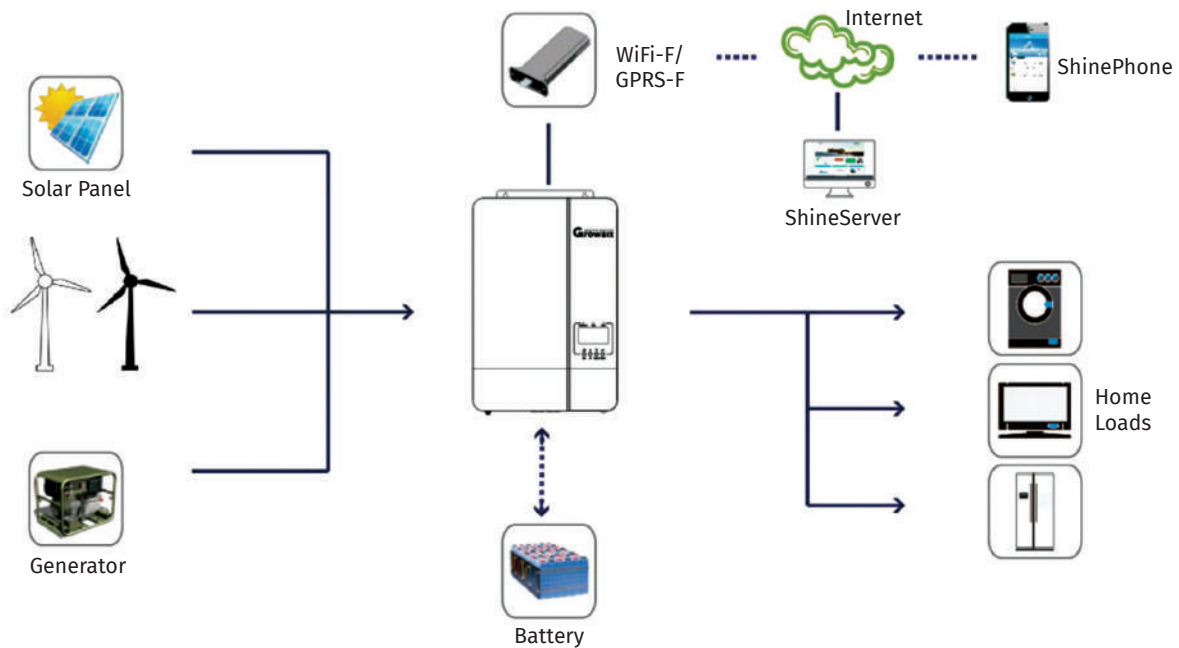 Internet
WiFi-F/
GPRS-F
ShinePhone
Solar Panel
ShineServer
Growatt
Home
Loads
Generator
Battery